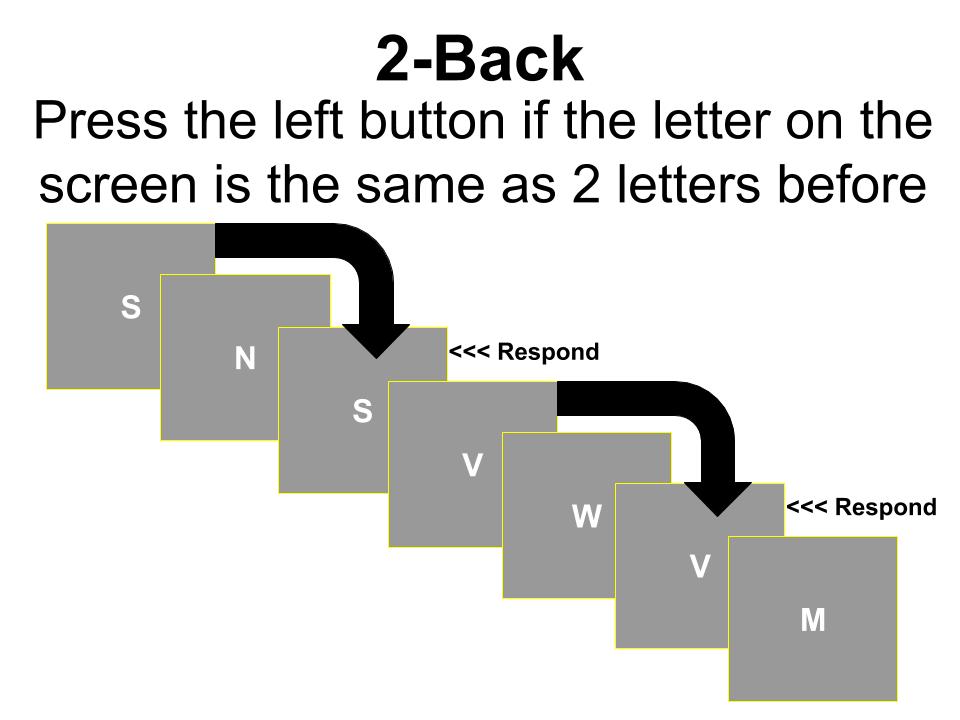 2-Back
Press the left button if the letter on the
screen is the same as 2 letters before
S
N
<<< Respond
S
V
W
<<< Respond
V
M